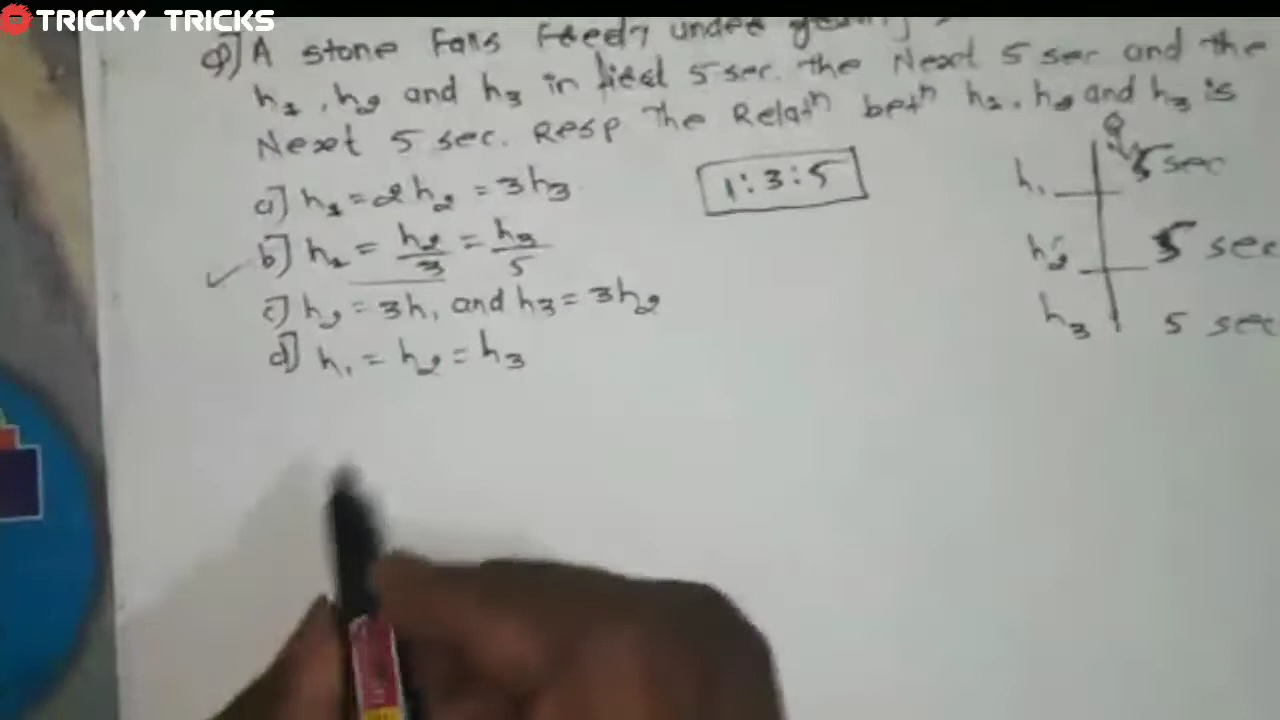 TRICKY TRICKS
Q) A stone Falls Freely under
h1, h2 and h3 in first 5 sec. the Next 5 sec and the
Next 5 sec. Resp The Relatn betn h1, h2 and h3 is
a) h1 = 2h2 = 3h3
1:3:5
b) h1 = h2/3 = h3/5
c) h2 = 3h1 and h3 = 3h2
d) h1 = h2 = h3
h1 5 sec
h2 5 sec
h3 5 sec